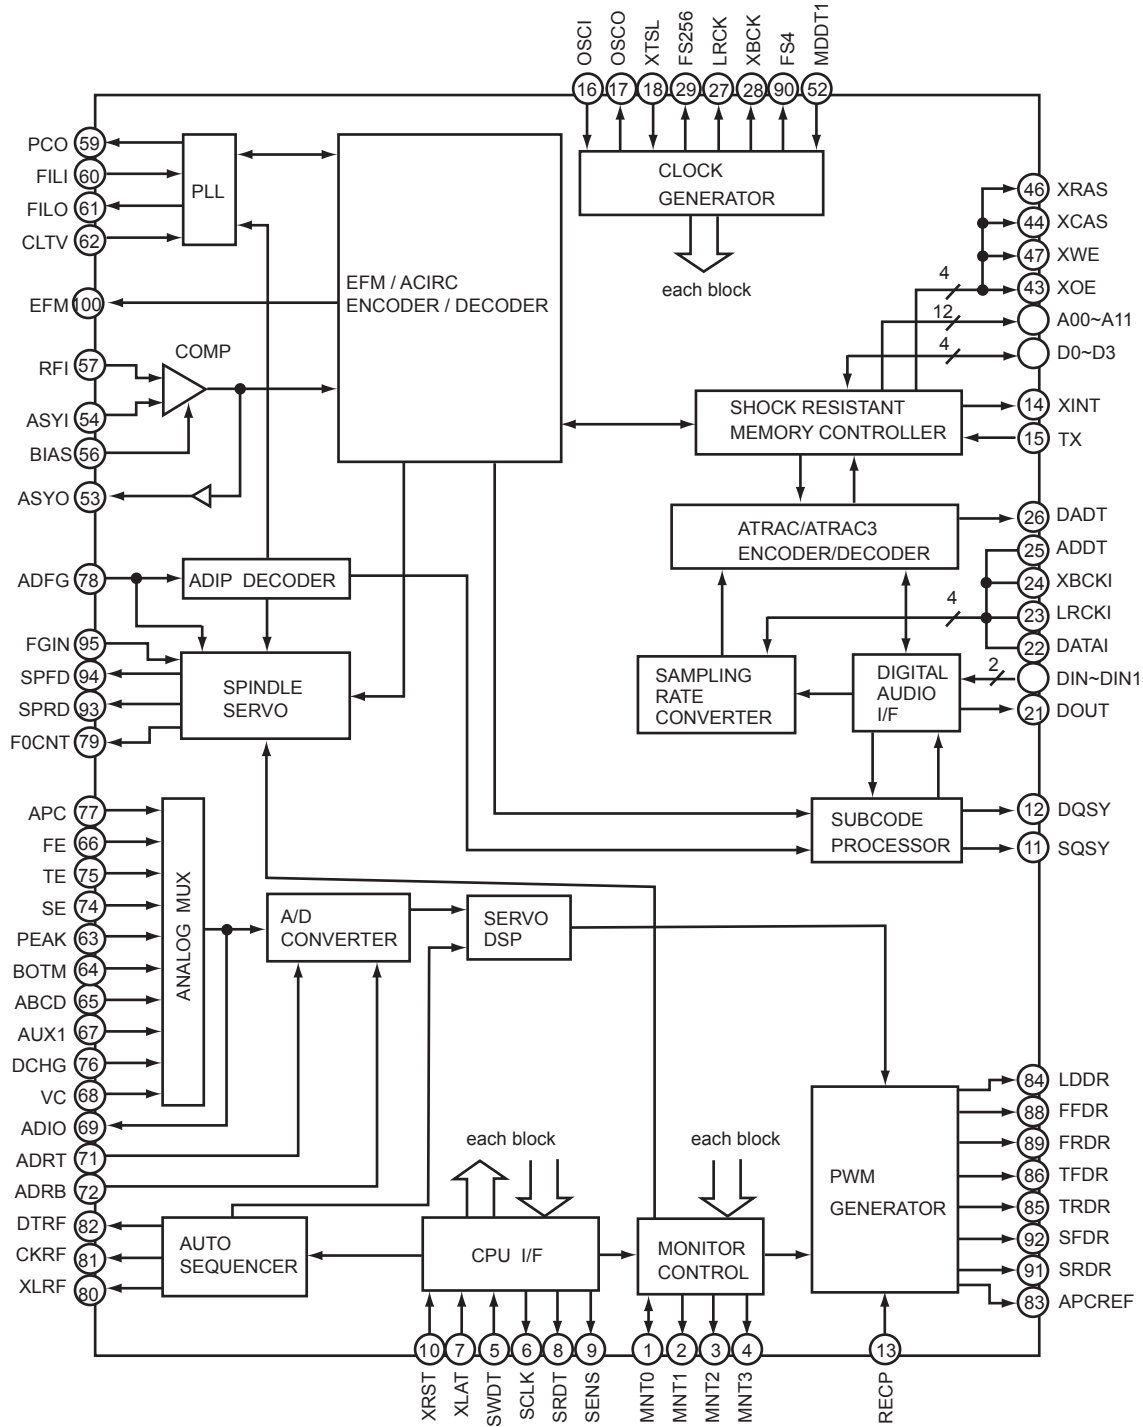 OSCI
OSCO
XTSL
FS256
LRCK
XBCK
FS4
MDDT1
16
17
18
29
27
28
90
52
CLOCK
GENERATOR
each block
PCO 59
FILI 60
FILO 61
CLTV 62
PLL
EFM 100
EFM / ACIRC
ENCODER / DECODER
RFI 57
COMP
ASYI 54
BIAS 56
ASYO 53
ADFG 78
ADIP DECODER
FGIN 95
SPFD 94
SPRD 93
F0CNT 79
SPINDLE
SERVO
46 XRAS
44 XCAS
47 XWE
4
43 XOE
12
A00~A11
4
D0~D3
SHOCK RESISTANT
MEMORY CONTROLLER
14 XINT
15 TX
ATRAC/ATRAC3
ENCODER/DECODER
26 DADT
25 ADDT
24 XBCKI
4
23 LRCKI
22 DATAI
SAMPLING
RATE
CONVERTER
DIGITAL
AUDIO
I/F
2
DIN~DIN1
21 DOUT
SUBCODE
PROCESSOR
12 DQSY
11 SQSY
APC 77
FE 66
TE 75
SE 74
PEAK 63
BOTM 64
ABCD 65
AUX1 67
DCHG 76
VC 68
ADIO 69
ADRT 71
ADRB 72
DTRF 82
CKRF 81
XLRF 80
ANALOG MUX
A/D
CONVERTER
SERVO
DSP
AUTO
SEQUENCER
each block
CPU I/F
each block
MONITOR
CONTROL
PWM
GENERATOR
84 LDDR
88 FFDR
89 FRDR
86 TFDR
85 TRDR
92 SFDR
91 SRDR
83 APCREF
10
7
5
6
8
9
1
2
3
4
13
XRST
XLAT
SWDT
SCLK
SRDT
SENS
MNT0
MNT1
MNT2
MNT3
RECP